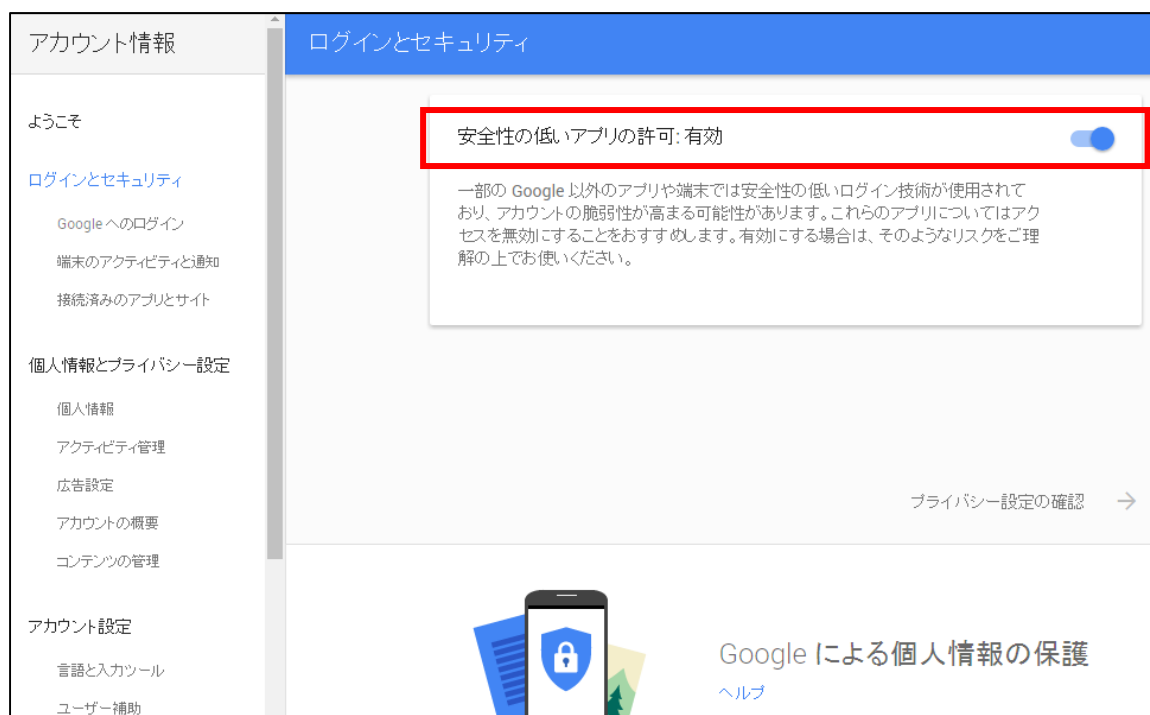 アカウント情報
ログインとセキュリティ
ようこそ
ログインとセキュリティ
Google へのログイン
端末のアクティビティと通知
接続済みのアプリとサイト
個人情報とプライバシー設定
個人情報
アクティビティ管理
広告設定
アカウントの概要
コンテンツの管理
アカウント設定
言語と入力ツール
ユーザー補助
安全性の低いアプリの許可: 有効
一部の Google 以外のアプリや端末では安全性の低いログイン技術が使用されて
おり、アカウントの脆弱性が高まる可能性があります。これらのアプリについてはアク
セスを無効にすることをおすすめします。有効にする場合は、そのようなリスクをご理
解の上でお使いください。
プライバシー設定の確認
Google による個人情報の保護
ヘルプ